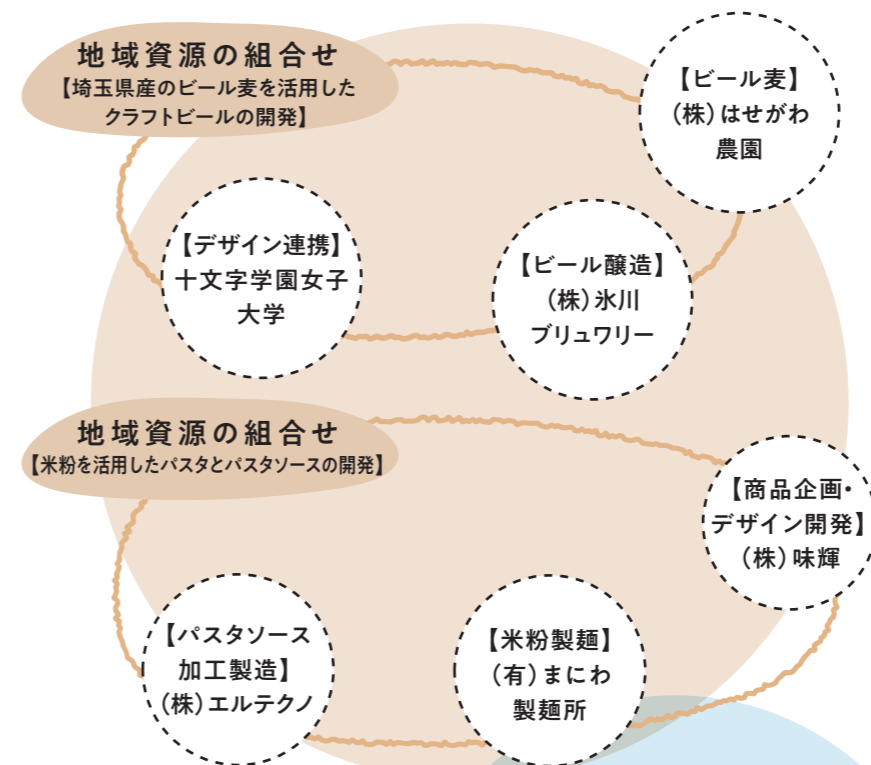 地域資源の組合せ
【埼玉県産のビール麦を活用した
クラフトビールの開発】
【ビール麦】
(株)はせがわ
農園
【デザイン連携】
十文字学園女子
大学
【ビール醸造】
(株)氷川
ブリュワリー
地域資源の組合せ
【米粉を活用したパスタとパスタソースの開発】
【商品企画・
デザイン開発】
(株)味輝
【パスタソース
加工製造】
(株)エルテクノ
【米粉製麺】
(有)まにわ
製麺所